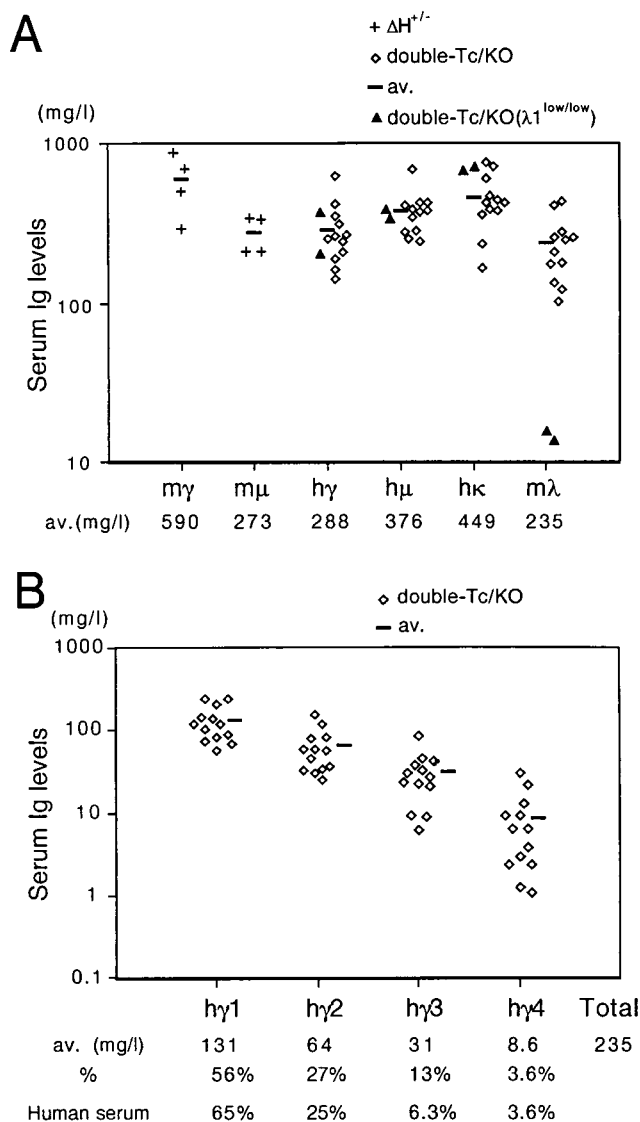 A
+ ΔH+/-
◇ double-Tc/KO
– av.
▲ double-Tc/KO(λ1 low/low)
(mg/l)
1000
100
10
Serum Ig levels
mγ mμ hγ hμ hκ mλ
av.(mg/l) 590 273 288 376 449 235
B
◇ double-Tc/KO
– av.
(mg/l)
1000
100
10
1
0.1
Serum Ig levels
hγ1 hγ2 hγ3 hγ4 Total
av. (mg/l) 131 64 31 8.6 235
% 56% 27% 13% 3.6%
Human serum 65% 25% 6.3% 3.6%